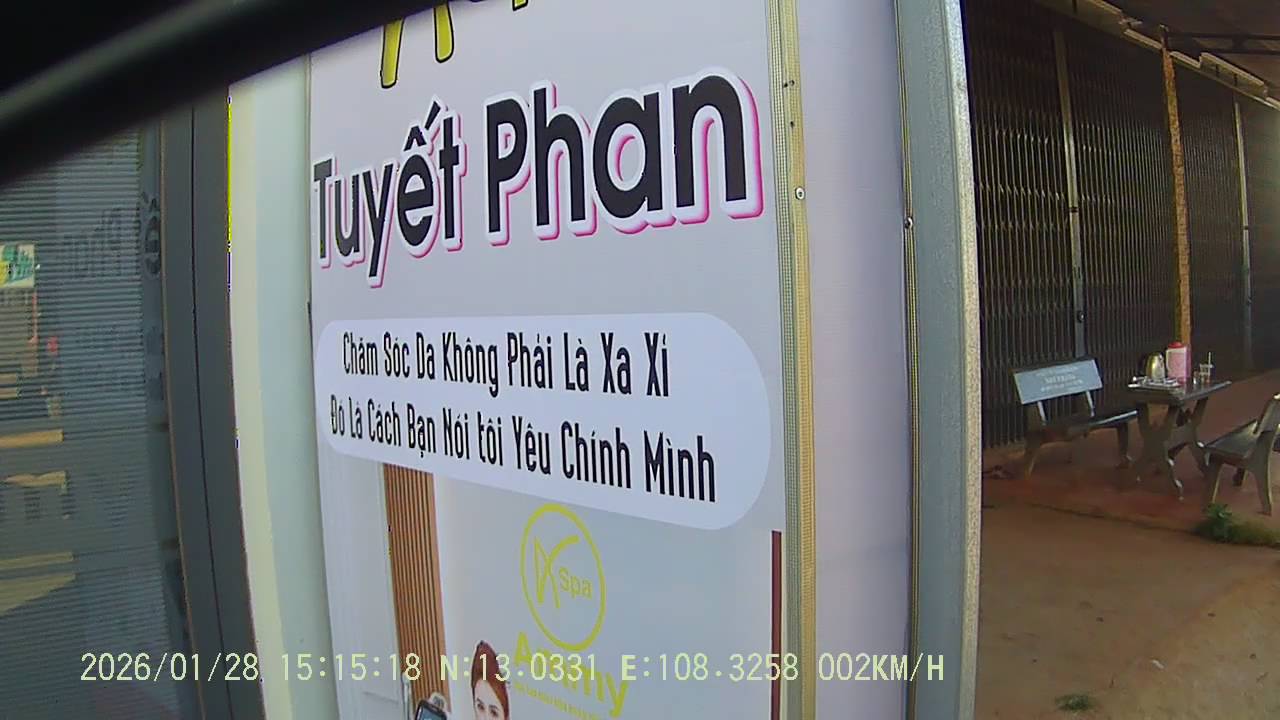 Tuyết Phan
Chăm Sóc Da Không Phải Là Xa Xỉ
Đó Là Cách Bạn Nói tôi Yêu Chính Mình
Spa
2026/01/28 15:15:18 N:13.0331 E:108.3258 002KM/H